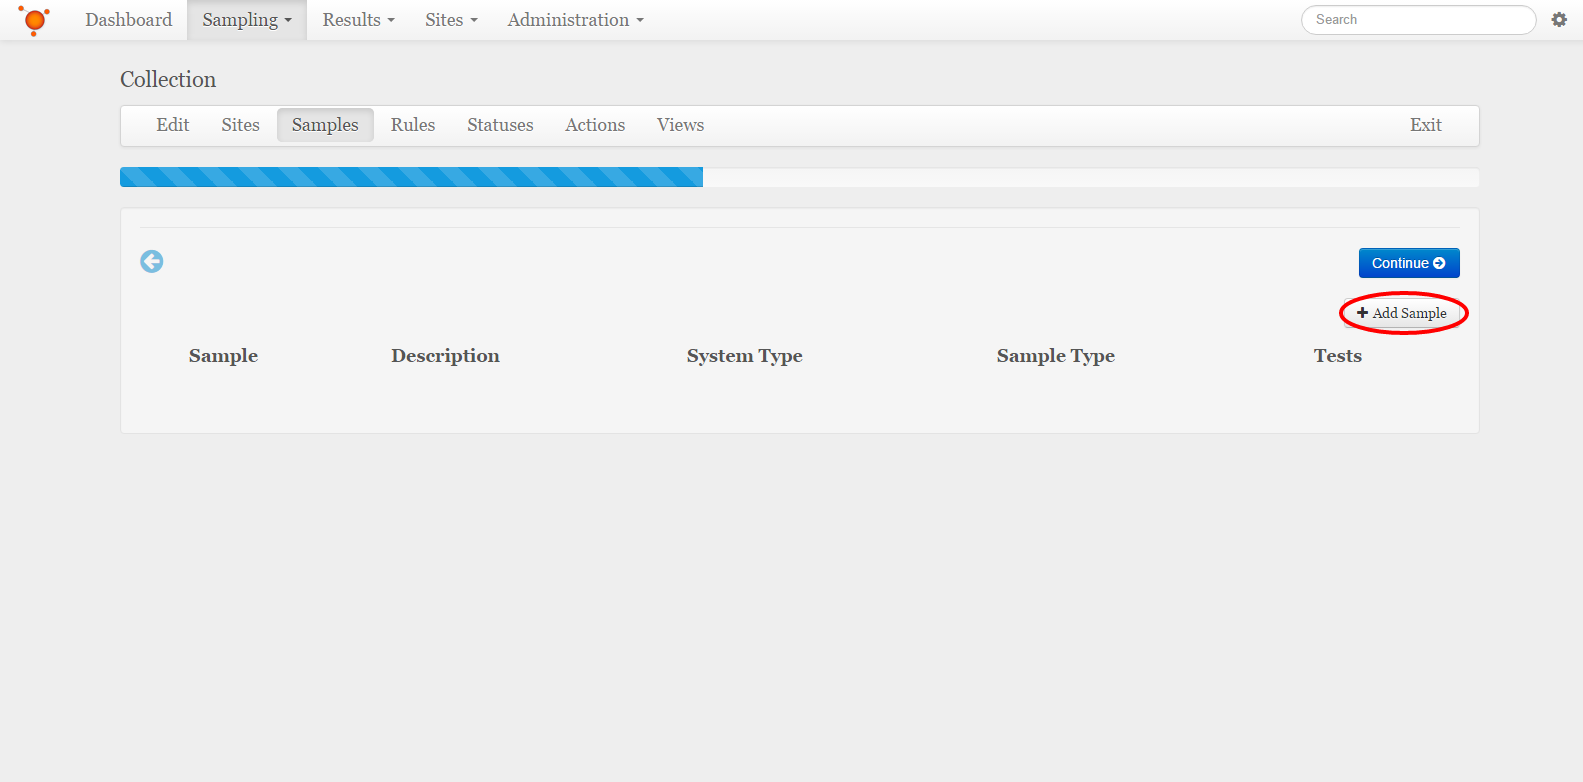 Dashboard Sampling Results Sites Administration Search
Collection
Edit Sites Samples Rules Statuses Actions Views Exit
Continue
Add Sample
Sample Description System Type Sample Type Tests